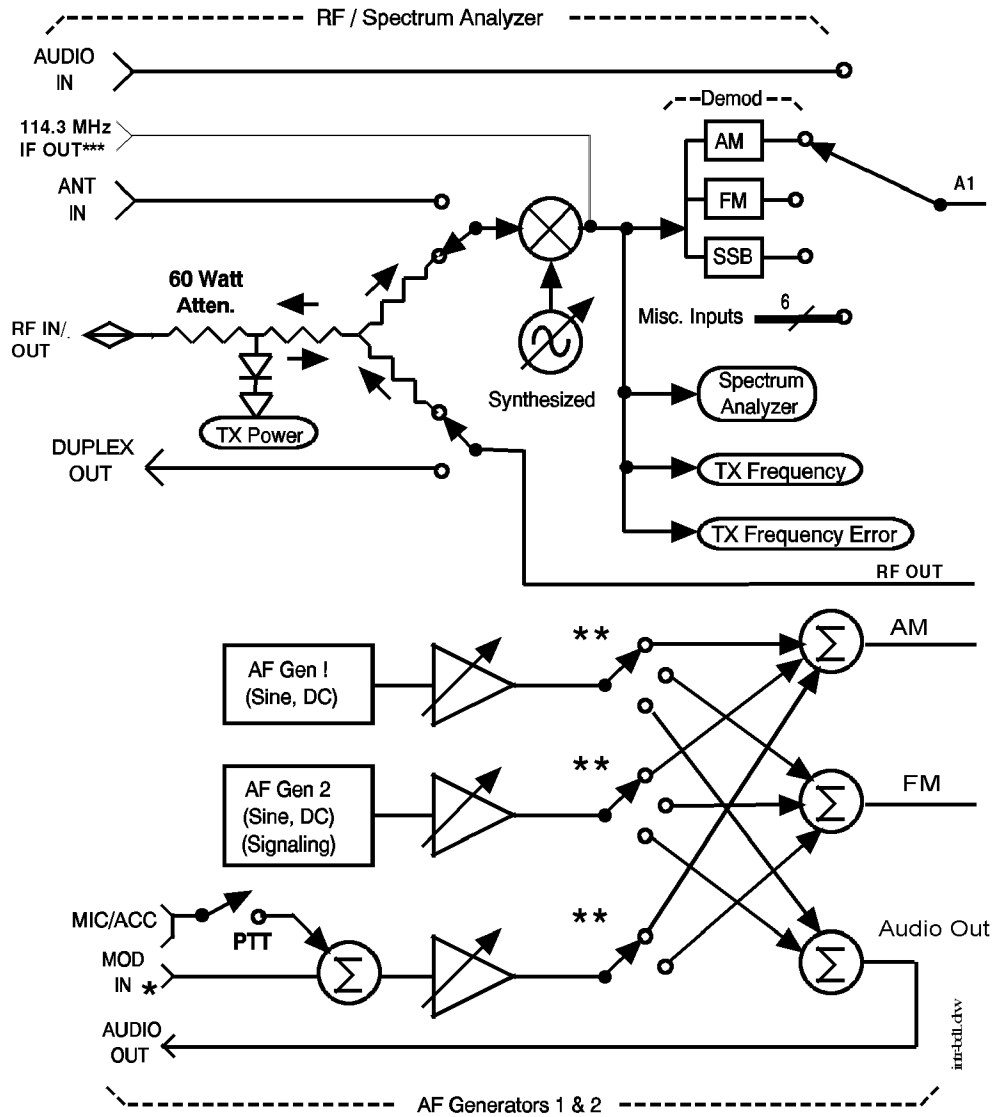 RF / Spectrum Analyzer
AUDIO
IN
114.3 MHz
IF OUT***
ANT
IN
60 Watt
Atten.
RF IN/.
OUT
TX Power
DUPLEX
OUT
Synthesized
Demod
AM
FM
SSB
A1
6
Misc. Inputs
Spectrum
Analyzer
TX Frequency
TX Frequency Error
RF OUT
AF Gen !
(Sine, DC)
**
AM
AF Gen 2
(Sine, DC)
(Signaling)
**
FM
MIC/ACC
PTT
**
MOD
IN *
Σ
Σ
Σ
Σ
Audio Out
AUDIO
OUT
AF Generators 1 & 2